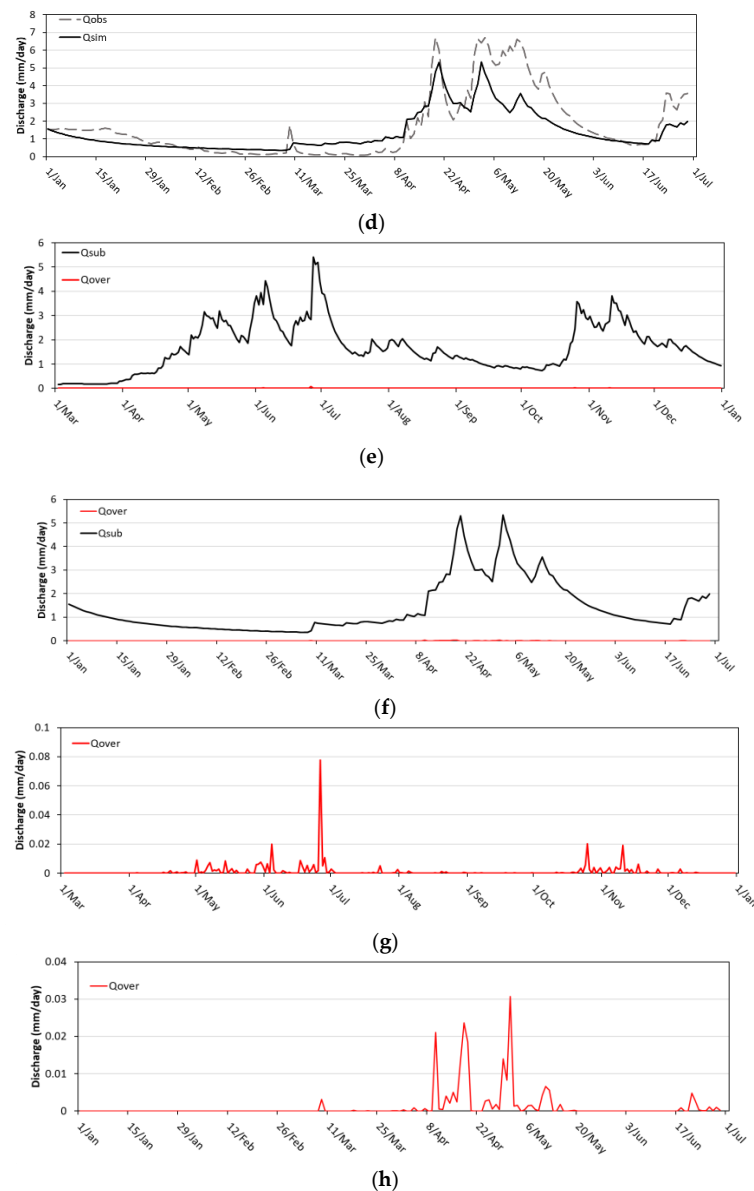 Discharge (mm/day)
8
7
6
5
4
3
2
1
0
Qobs
Qsim
1/Jan
15/Jan
29/Jan
12/Feb
26/Feb
11/Mar
25/Mar
8/Apr
22/Apr
6/May
20/May
3/Jun
17/Jun
1/Jul
(d)
Discharge (mm/day)
6
5
4
3
2
1
0
Qsub
Qover
1/Mar
1/Apr
1/May
1/Jun
1/Jul
1/Aug
1/Sep
1/Oct
1/Nov
1/Dec
1/Jan
(e)
Discharge (mm/day)
6
5
4
3
2
1
0
Qover
Qsub
1/Jan
15/Jan
29/Jan
12/Feb
26/Feb
11/Mar
25/Mar
8/Apr
22/Apr
6/May
20/May
3/Jun
17/Jun
1/Jul
(f)
Discharge (mm/day)
0.1
0.08
0.06
0.04
0.02
0
Qover
1/Mar
1/Apr
1/May
1/Jun
1/Jul
1/Aug
1/Sep
1/Oct
1/Nov
1/Dec
1/Jan
(g)
Discharge (mm/day)
0.04
0.03
0.02
0.01
0
Qover
1/Jan
15/Jan
29/Jan
12/Feb
26/Feb
11/Mar
25/Mar
8/Apr
22/Apr
6/May
20/May
3/Jun
17/Jun
1/Jul
(h)